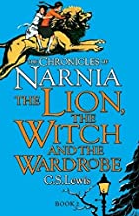 THE CHRONICLES OF
NARNIA
THE LION,
THE WITCH
AND THE
WARDROBE
C.S. LEWIS
BOOK 2